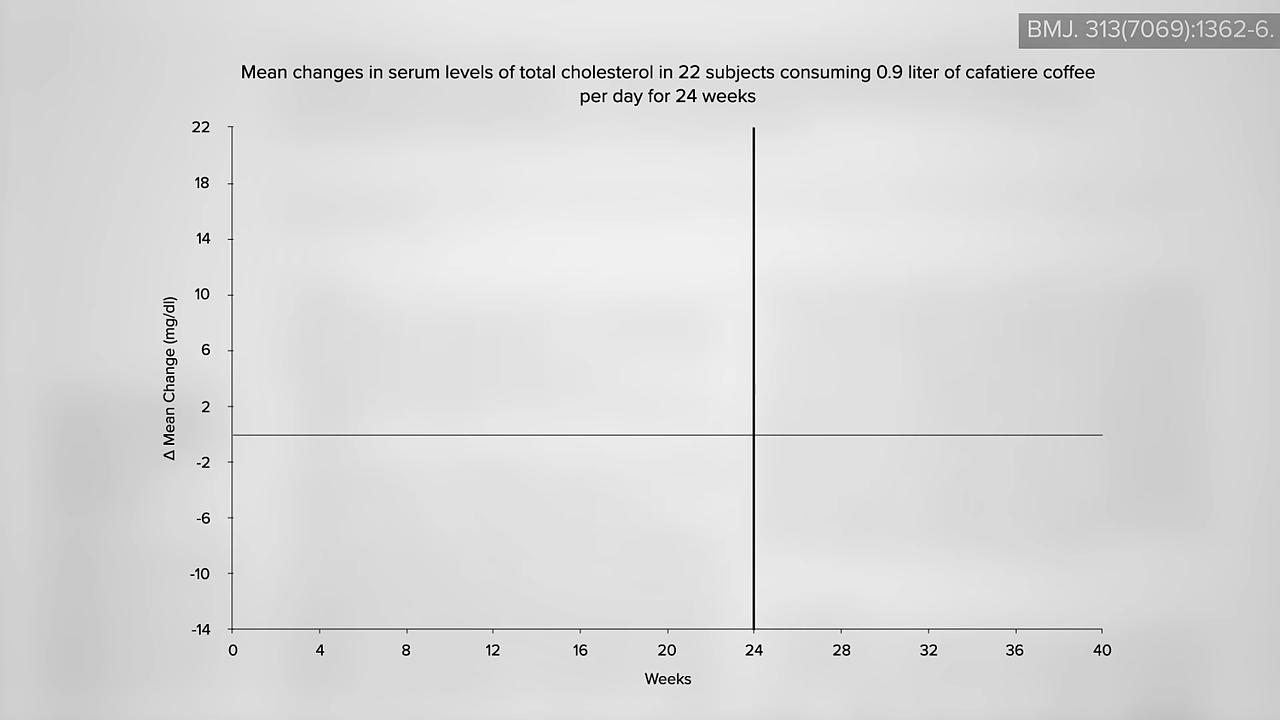 BMJ. 313(7069):1362-6.
Mean changes in serum levels of total cholesterol in 22 subjects consuming 0.9 liter of cafatiere coffee
per day for 24 weeks
22
18
14
10
6
2
-2
-6
-10
-14
Δ Mean Change (mg/dl)
0 4 8 12 16 20 24 28 32 36 40
Weeks